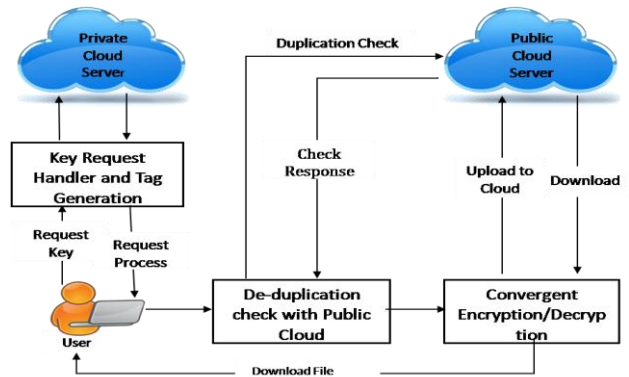 Private
Cloud
Server
Duplication Check
Public
Cloud
Server
Key Request
Handler and Tag
Generation
Check
Response
Upload to
Cloud
Download
Request
Key
Request
Process
User
De-duplication
check with Public
Cloud
Convergent
Encryption/Decryp
tion
Download File